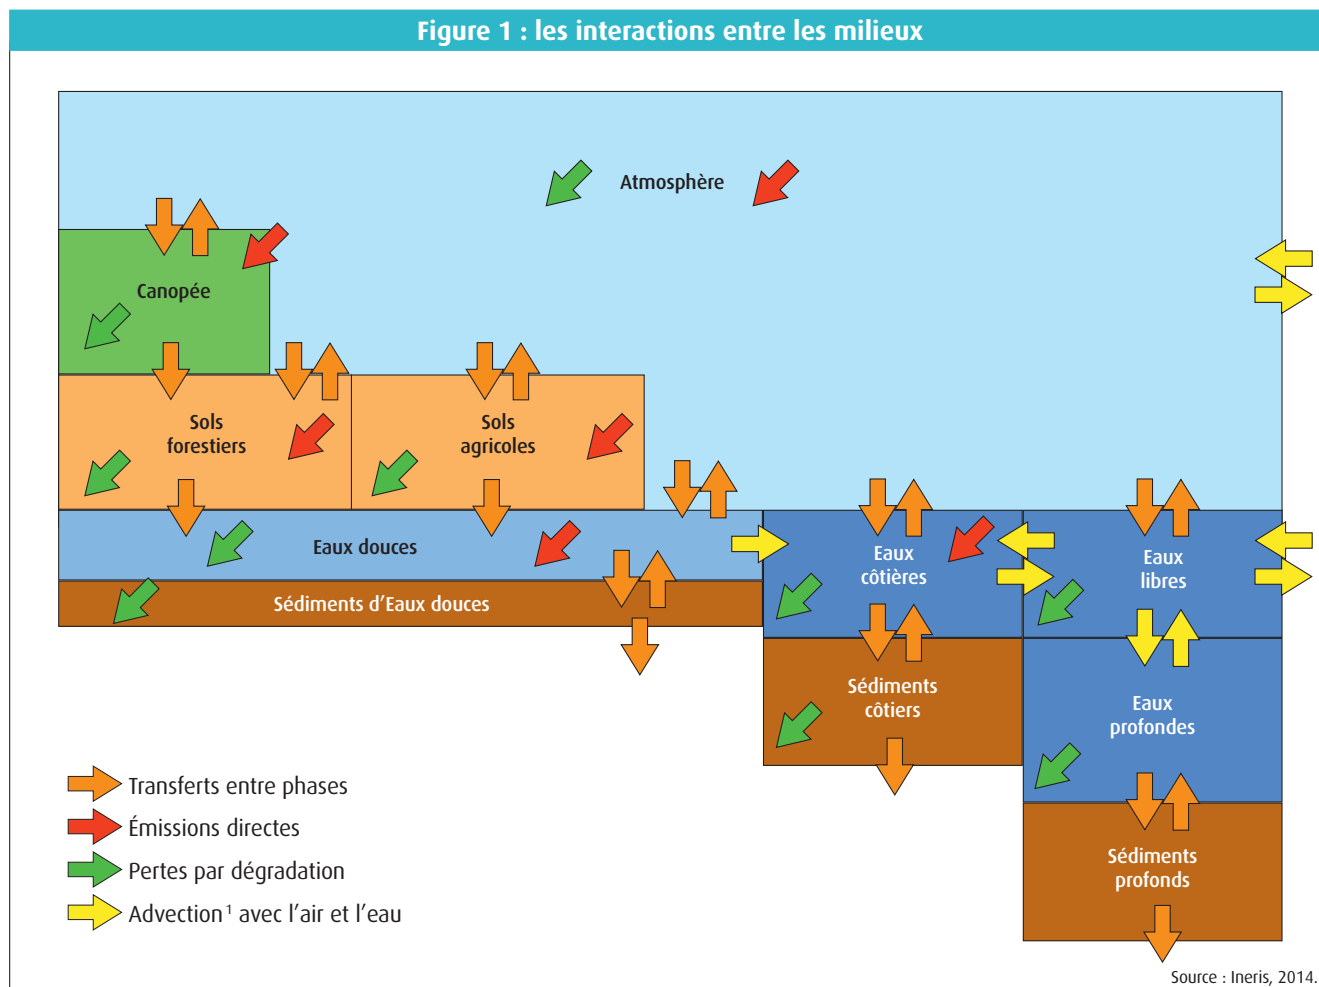 Figure 1 : les interactions entre les milieux
Atmosphère
Canopée
Sols
forestiers
Sols
agricoles
Eaux douces
Eaux
côtières
Eaux
libres
Sédiments d'Eaux douces
Sédiments
côtiers
Eaux
profondes
Sédiments
profonds
Transferts entre phases
Émissions directes
Pertes par dégradation
Advection¹ avec l'air et l'eau
Source : Ineris, 2014.